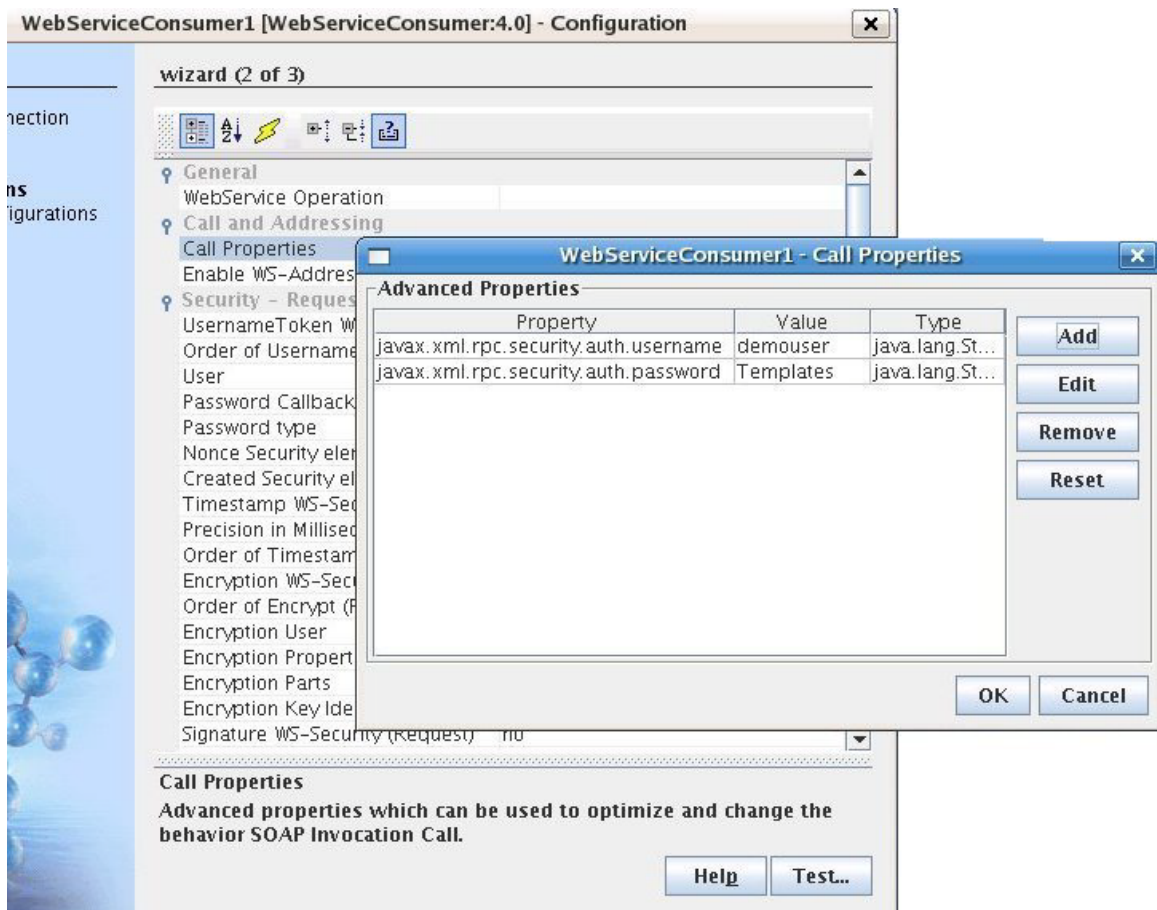 WebServiceConsumer1 [WebServiceConsumer:4.0] - Configuration
wizard (2 of 3)
nection
ns
igurations
General
WebService Operation
Call and Addressing
Call Properties
Enable WS-Addres
Security - Reques
UsernameToken W
Order of Username
User
Password Callback
Password type
Nonce Security eler
Created Security el
Timestamp WS-Sec
Precision in Millisec
Order of Timestam
Encryption WS-Secu
Order of Encrypt (F
Encryption User
Encryption Propert
Encryption Parts
Encryption Key Ide
Signature WS-Security (Request) no
WebServiceConsumer1 - Call Properties
Advanced Properties
Property Value Type
javax.xml.rpc.security.auth.username demouser java.lang.St...
javax.xml.rpc.security.auth.password Templates java.lang.St...
Add
Edit
Remove
Reset
OK Cancel
Call Properties
Advanced properties which can be used to optimize and change the
behavior SOAP Invocation Call.
Help Test...